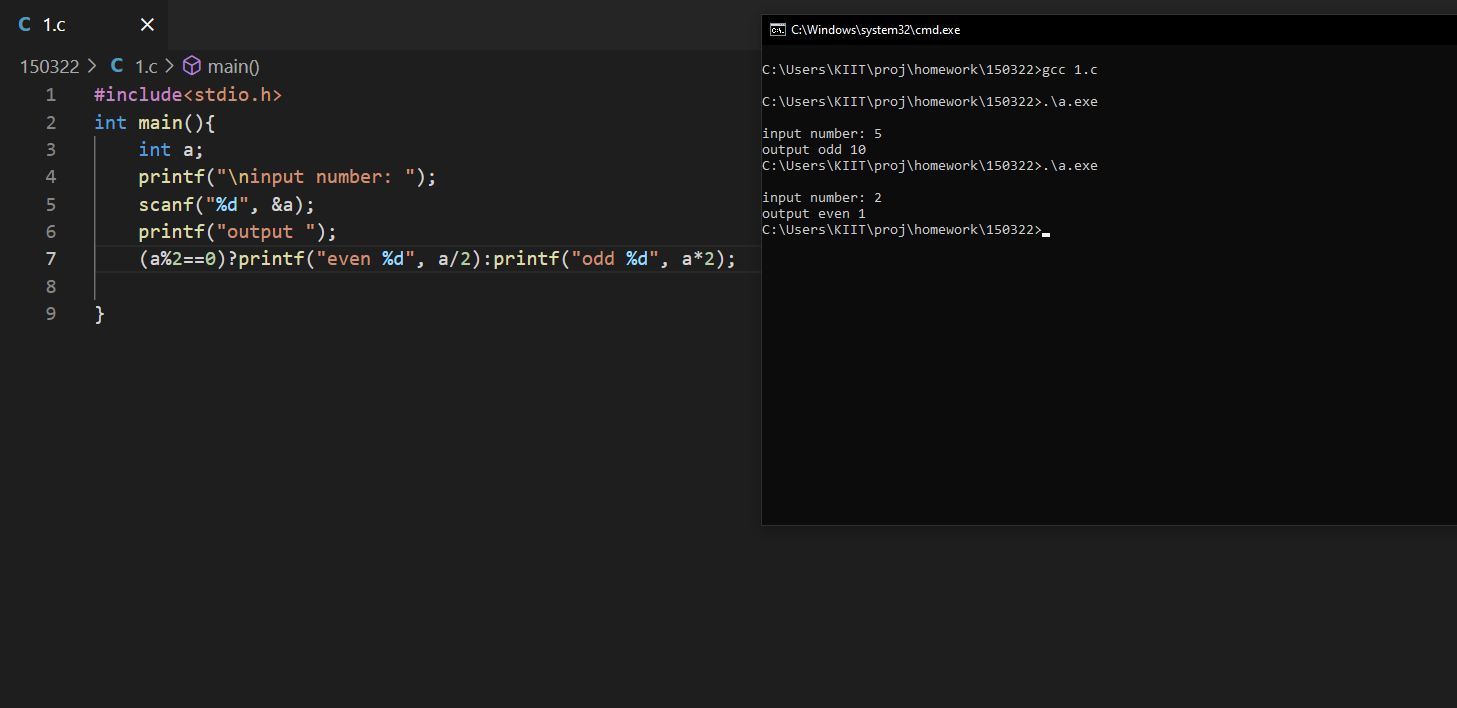 C 1.c ×
150322 > C 1.c > main()
1 #include<stdio.h>
2 int main(){
3     int a;
4     printf("\ninput number: ");
5     scanf("%d", &a);
6     printf("output ");
7     (a%2==0)?printf("even %d", a/2):printf("odd %d", a*2);
8
9 }
C:\Windows\system32\cmd.exe
C:\Users\KIIT\proj\homework\150322>gcc 1.c
C:\Users\KIIT\proj\homework\150322>.\a.exe
input number: 5
output odd 10
C:\Users\KIIT\proj\homework\150322>.\a.exe
input number: 2
output even 1
C:\Users\KIIT\proj\homework\150322>